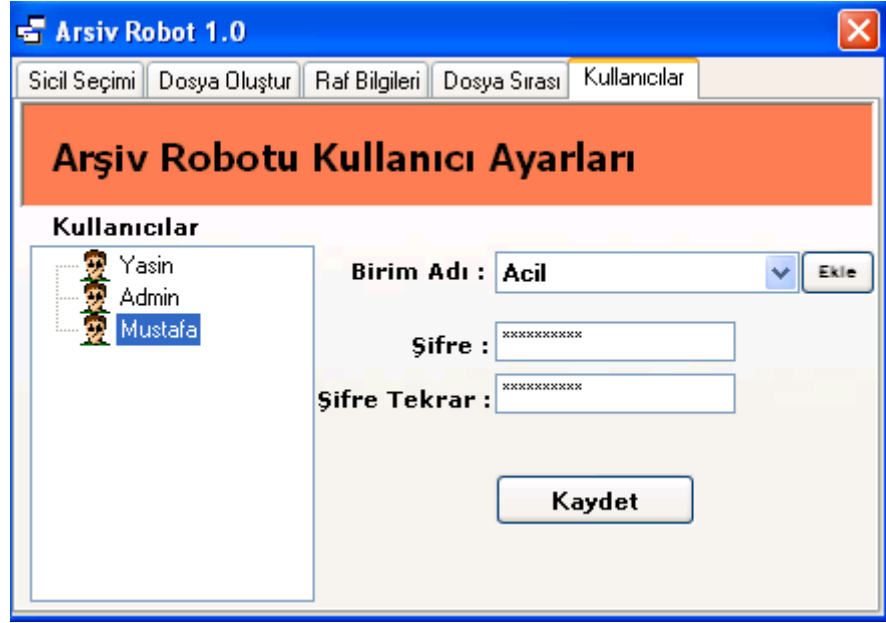 Arsiv Robot 1.0
Sicil Seçimi Dosya Oluştur Raf Bilgileri Dosya Sırası Kullanıcılar
Arşiv Robotu Kullanıcı Ayarları
Kullanıcılar
Yasin
Admin
Mustafa
Birim Adı : Acil Ekle
Şifre : **********
Şifre Tekrar : **********
Kaydet